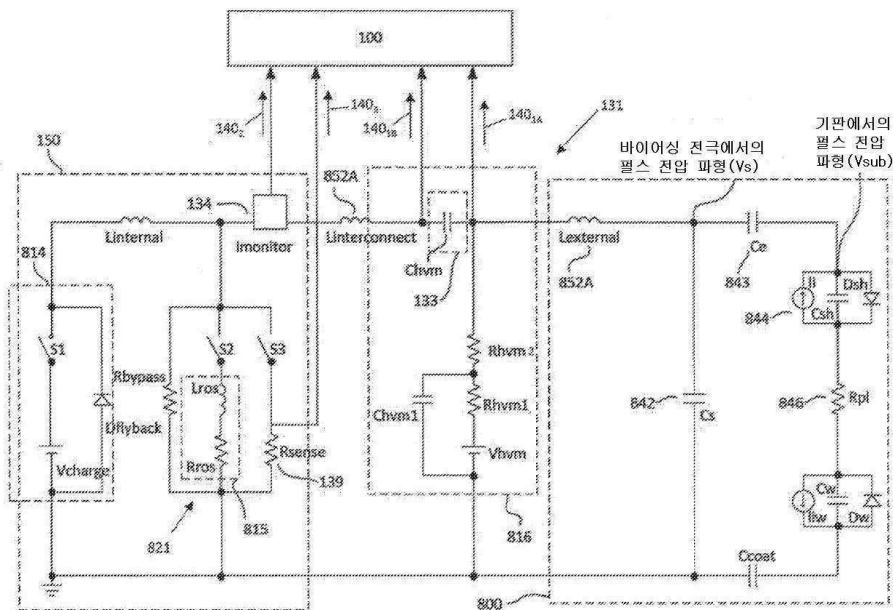 100
140₂
140₃
140₁B
140₁A
131
기판에서의
펄스 전압
파형(Vsub)
바이어싱 전극에서의
펄스 전압 파형(Vs)
150
134
852A
Linternal
Imonitor
Linterconnect
Chvm
133
Lexternal
852A
Ce
843
814
S1
S2
S3
Ii
Dsh
Csh
844
Rbypass
Dflyback
Lros
Rros
Rsense
139
Vcharge
815
821
Rhvm2
Chvm1
Rhvm1
Vhvm
816
842
Cs
846
Rpl
Cw
Iiw
Dw
Ccoat
800